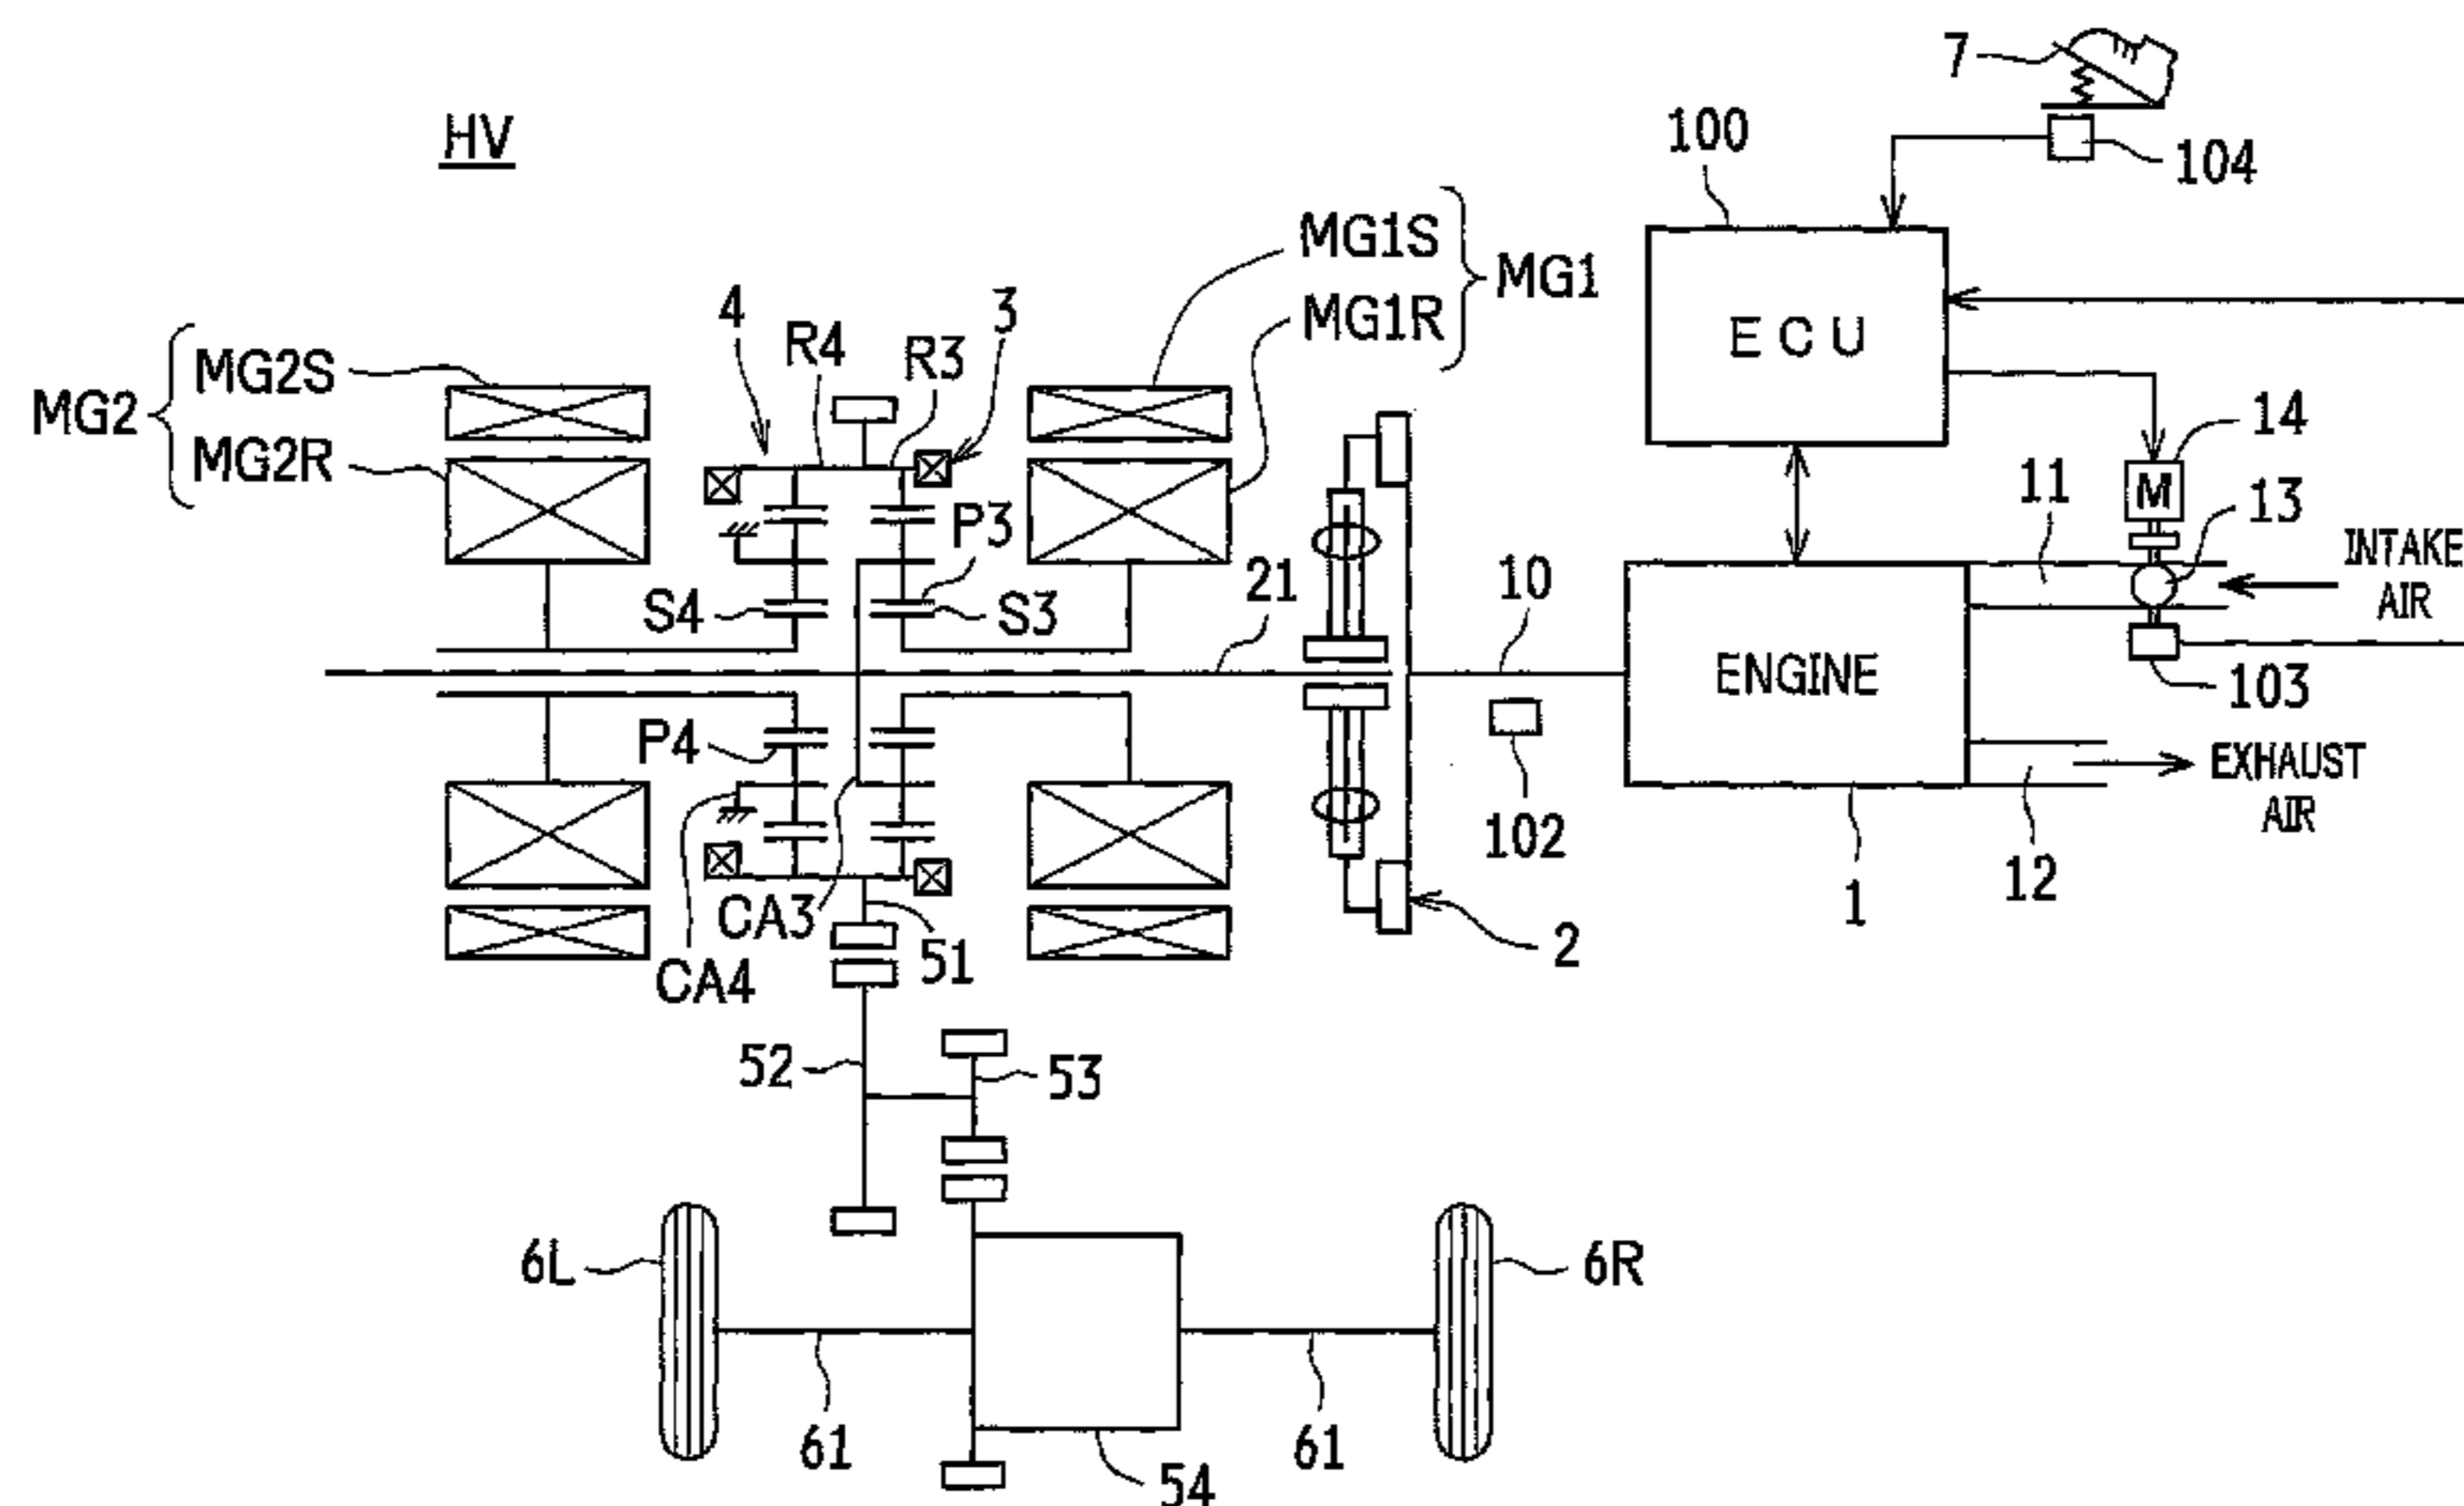 7
HV
100
104
MG1S
MG1R
MG1
4
R4
R3
3
MG2
MG2S
MG2R
E C U
14
11
M
13
P3
INTAKE
AIR
S4
S3
21
10
ENGINE
103
P4
EXHAUST
AIR
102
12
1
CA3
51
2
CA4
52
53
6L
6R
61
61
54